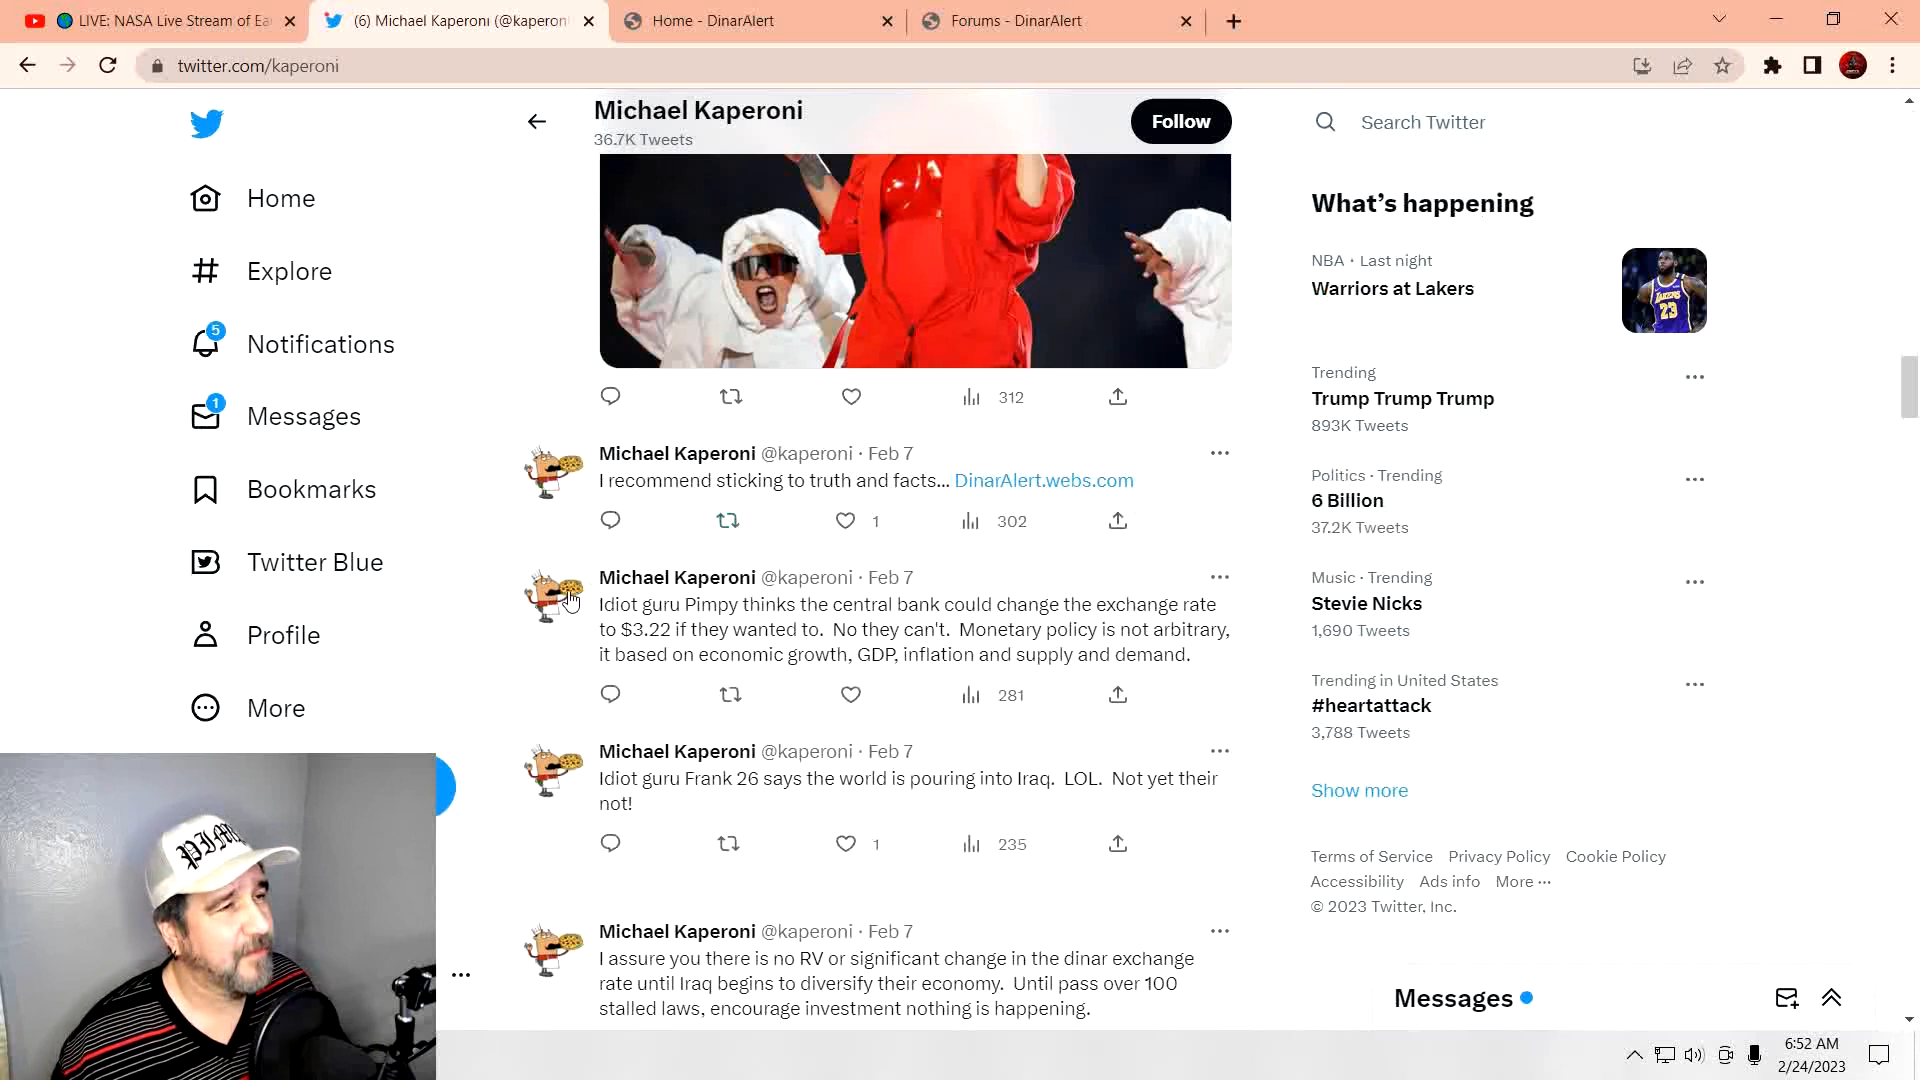 LIVE: NASA Live Stream of Ea
(6) Michael Kaperoni (@kaperoni
Home - DinarAlert
Forums - DinarAlert
twitter.com/kaperoni
Home
Explore
5
Notifications
1
Messages
Bookmarks
Twitter Blue
Profile
More
Michael Kaperoni
36.7K Tweets
Follow
312
Michael Kaperoni @kaperoni · Feb 7
I recommend sticking to truth and facts... DinarAlert.webs.com
1
302
Michael Kaperoni @kaperoni · Feb 7
Idiot guru Pimpy thinks the central bank could change the exchange rate
to $3.22 if they wanted to.  No they can't.  Monetary policy is not arbitrary,
it based on economic growth, GDP, inflation and supply and demand.
281
Michael Kaperoni @kaperoni · Feb 7
Idiot guru Frank 26 says the world is pouring into Iraq.  LOL.  Not yet their
not!
1
235
Michael Kaperoni @kaperoni · Feb 7
I assure you there is no RV or significant change in the dinar exchange
rate until Iraq begins to diversify their economy.  Until pass over 100
stalled laws, encourage investment nothing is happening.
Search Twitter
What's happening
NBA · Last night
Warriors at Lakers
LAKERS
23
Trending
Trump Trump Trump
893K Tweets
Politics · Trending
6 Billion
37.2K Tweets
Music · Trending
Stevie Nicks
1,690 Tweets
Trending in United States
#heartattack
3,788 Tweets
Show more
Terms of Service Privacy Policy Cookie Policy
Accessibility Ads info More ···
© 2023 Twitter, Inc.
Messages
6:52 AM
2/24/2023